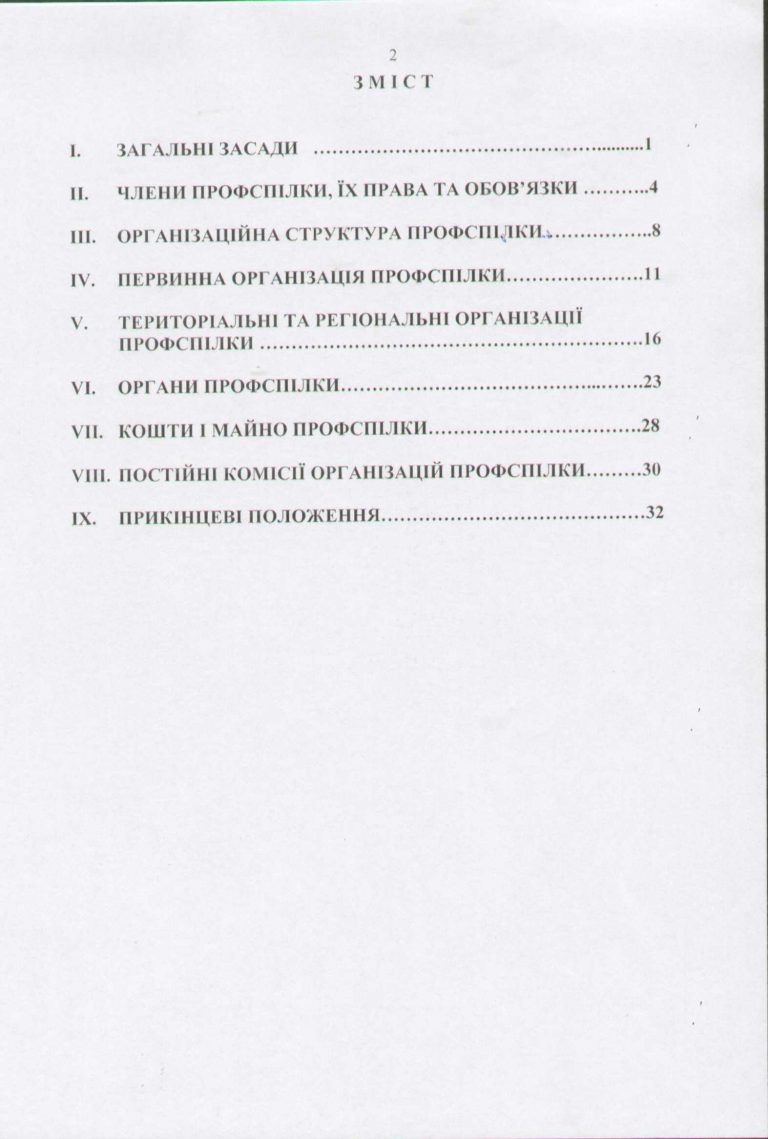 2
З М І С Т
I. ЗАГАЛЬНІ ЗАСАДИ ……………………………………….........1
II. ЧЛЕНИ ПРОФСПІЛКИ, ЇХ ПРАВА ТА ОБОВ’ЯЗКИ ………..4
III. ОРГАНІЗАЦІЙНА СТРУКТУРА ПРОФСПІЛКИ……………..8
IV. ПЕРВИННА ОРГАНІЗАЦІЯ ПРОФСПІЛКИ………………….11
V. ТЕРИТОРІАЛЬНІ ТА РЕГІОНАЛЬНІ ОРГАНІЗАЦІЇ
ПРОФСПІЛКИ …………………………………………………….16
VI. ОРГАНИ ПРОФСПІЛКИ…………………………………...…….23
VII. КОШТИ І МАЙНО ПРОФСПІЛКИ…………………………….28
VIII. ПОСТІЙНІ КОМІСІЇ ОРГАНІЗАЦІЙ ПРОФСПІЛКИ………30
IX. ПРИКІНЦЕВІ ПОЛОЖЕННЯ……………………………………32